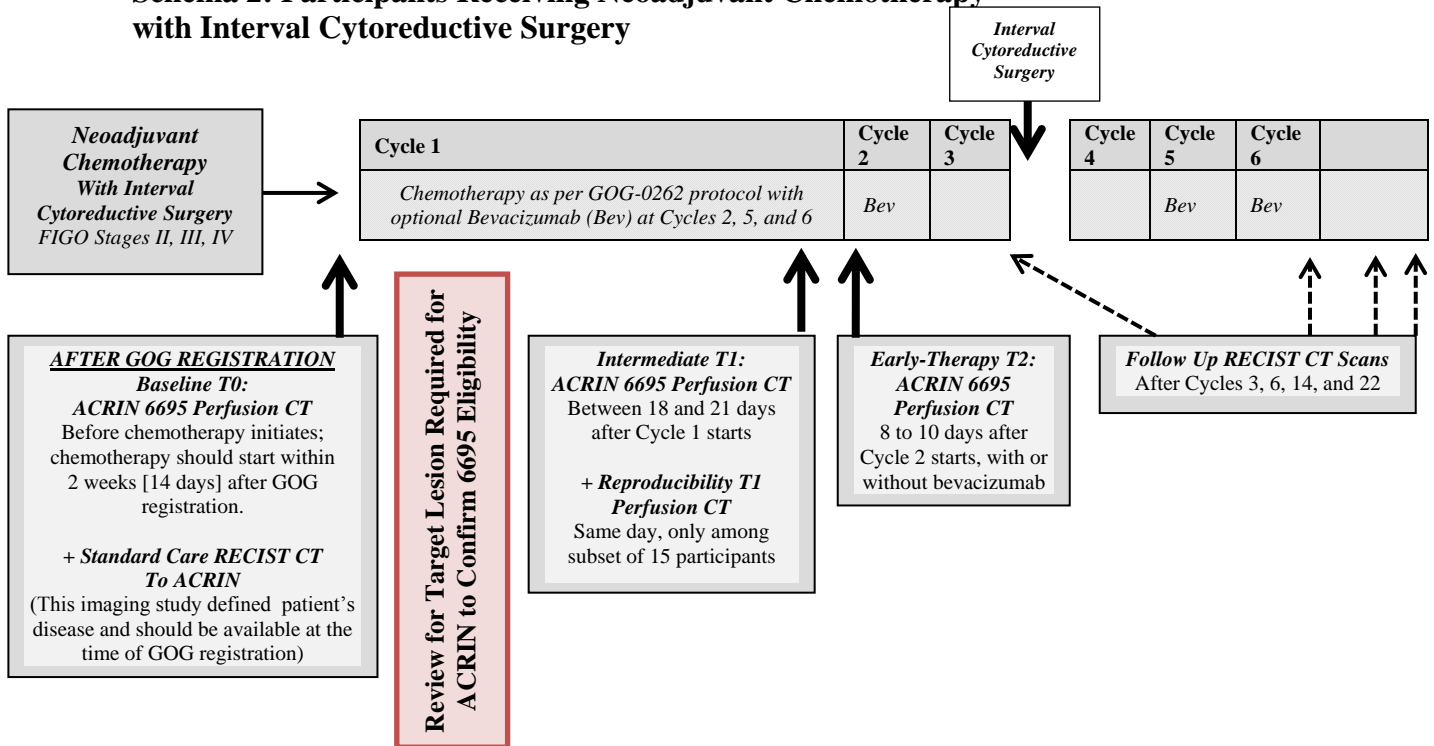 Schema 2: Participants Receiving Neoadjuvant Chemotherapy
with Interval Cytoreductive Surgery
Interval
Cytoreductive
Surgery
Neoadjuvant
Chemotherapy
With Interval
Cytoreductive Surgery
FIGO Stages II, III, IV
Cycle 1
Cycle
2
Cycle
3
Cycle
4
Cycle
5
Cycle
6
Chemotherapy as per GOG-0262 protocol with
optional Bevacizumab (Bev) at Cycles 2, 5, and 6
Bev
Bev
Bev
AFTER GOG REGISTRATION
Baseline T0:
ACRIN 6695 Perfusion CT
Before chemotherapy initiates;
chemotherapy should start within
2 weeks [14 days] after GOG
registration.
+ Standard Care RECIST CT
To ACRIN
(This imaging study defined patient’s
disease and should be available at the
time of GOG registration)
Review for Target Lesion Required for
ACRIN to Confirm 6695 Eligibility
Intermediate T1:
ACRIN 6695 Perfusion CT
Between 18 and 21 days
after Cycle 1 starts
+ Reproducibility T1
Perfusion CT
Same day, only among
subset of 15 participants
Early-Therapy T2:
ACRIN 6695
Perfusion CT
8 to 10 days after
Cycle 2 starts, with or
without bevacizumab
Follow Up RECIST CT Scans
After Cycles 3, 6, 14, and 22